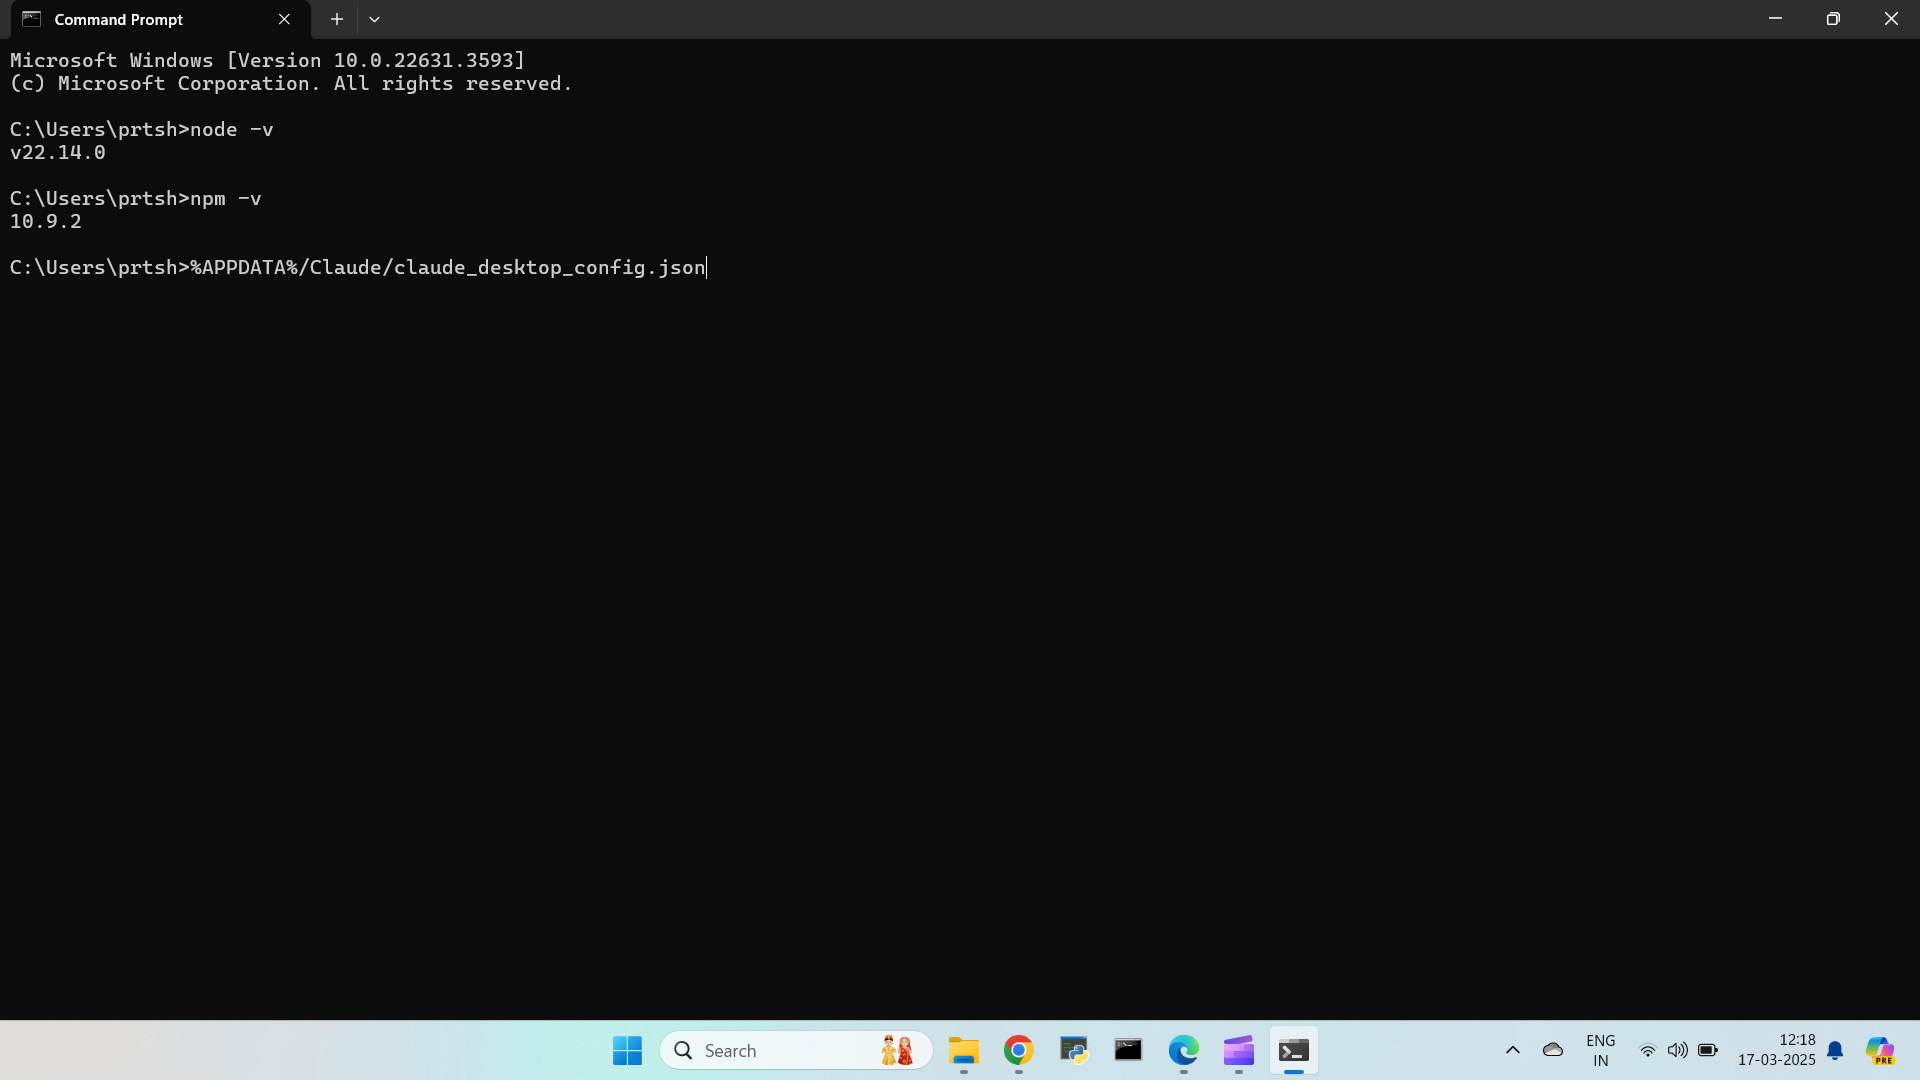 Command Prompt
Microsoft Windows [Version 10.0.22631.3593]
(c) Microsoft Corporation. All rights reserved.
C:\Users\prtsh>node -v
v22.14.0
C:\Users\prtsh>npm -v
10.9.2
C:\Users\prtsh>%APPDATA%/Claude/claude_desktop_config.json
Search
ENG
IN
12:18
17-03-2025
PRE